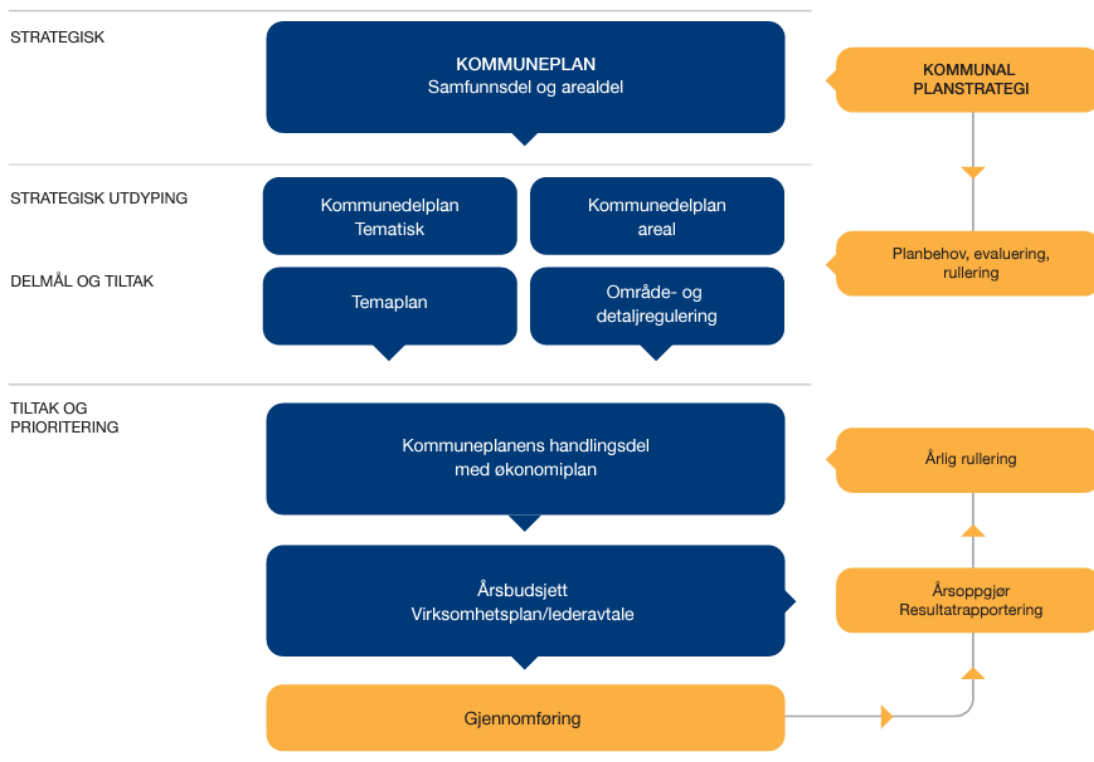 STRATEGISK
KOMMUNEPLAN
Samfunnsdel og arealdel
KOMMUNAL
PLANSTRATEGI
STRATEGISK UTDYPING
Kommunedelplan
Tematisk
Kommunedelplan
areal
Planbehov, evaluering,
rullering
DELMÅL OG TILTAK
Temaplan
Område- og
detaljregulering
TILTAK OG
PRIORITERING
Kommuneplanens handlingsdel
med økonomiplan
Årlig rullering
Årsbudsjett
Virksomhetsplan/lederavtale
Årsoppgjør
Resultatrapportering
Gjennomføring